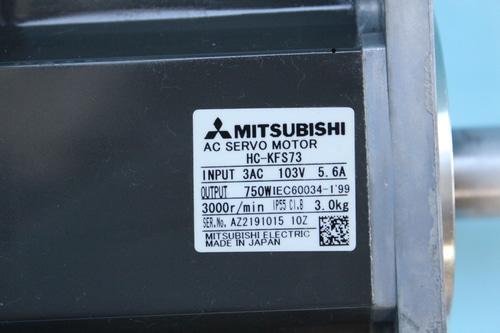 MITSUBISHI
AC SERVO MOTOR
HC-KFS73
INPUT 3AC 103V 5.6A
OUTPUT 750W IEC60034-1'99
3000r/min IP55 Cl.B 3.0kg
SER.No. AZ2191015 10Z
MITSUBISHI ELECTRIC
MADE IN JAPAN